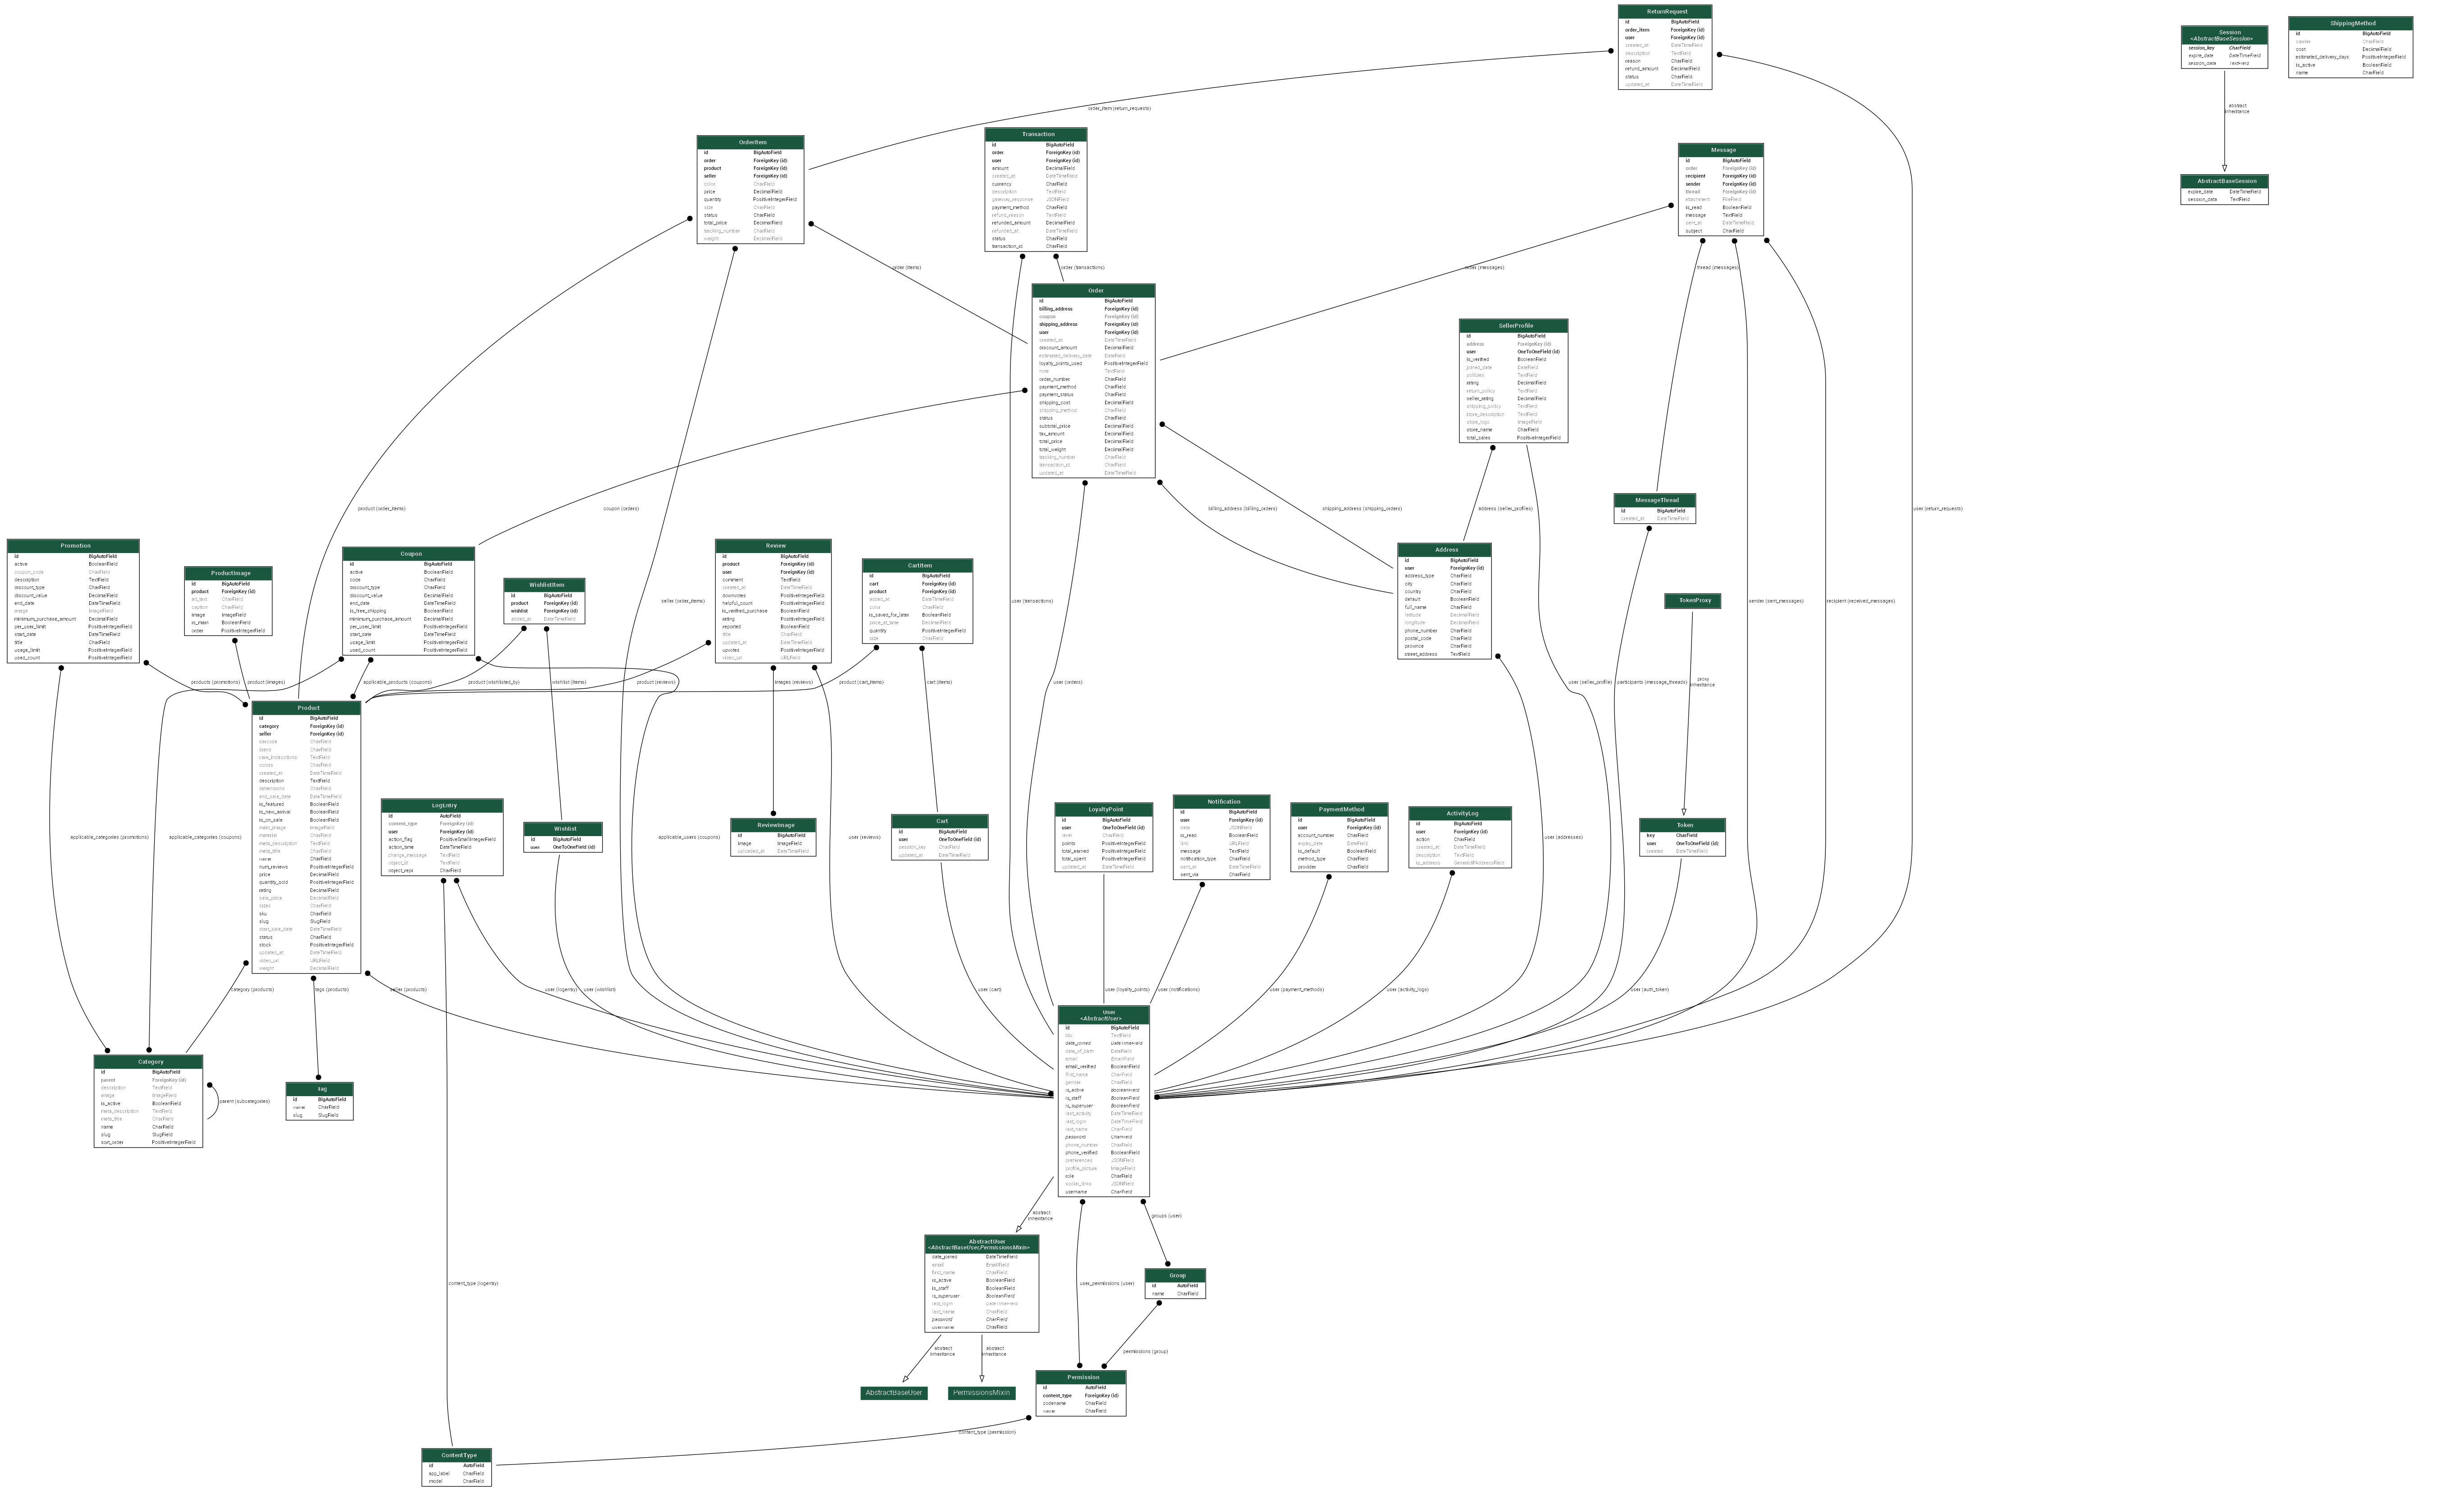 ReturnRequest
id BigAutoField
order_item ForeignKey (id)
user ForeignKey (id)
created_at DateTimeField
description TextField
reason CharField
refund_amount DecimalField
status CharField
updated_at DateTimeField
Session
<AbstractBaseSession>
session_key CharField
expire_date DateTimeField
session_data TextField
ShippingMethod
id BigAutoField
carrier CharField
cost DecimalField
estimated_delivery_days PositiveIntegerField
is_active BooleanField
name CharField
abstract
inheritance
order_item (return_requests)
AbstractBaseSession
expire_date DateTimeField
session_data TextField
OrderItem
id BigAutoField
order ForeignKey (id)
product ForeignKey (id)
seller ForeignKey (id)
color CharField
price DecimalField
quantity PositiveIntegerField
size CharField
status CharField
total_price DecimalField
tracking_number CharField
weight DecimalField
Transaction
id BigAutoField
order ForeignKey (id)
user ForeignKey (id)
amount DecimalField
created_at DateTimeField
currency CharField
description TextField
gateway_response JSONField
payment_method CharField
refund_reason TextField
refunded_amount DecimalField
refunded_at DateTimeField
status CharField
transaction_id CharField
Message
id BigAutoField
order ForeignKey (id)
recipient ForeignKey (id)
sender ForeignKey (id)
thread ForeignKey (id)
attachment FileField
is_read BooleanField
message TextField
sent_at DateTimeField
subject CharField
order (items)
order (transactions)
order (messages)
thread (messages)
Order
id BigAutoField
billing_address ForeignKey (id)
coupon ForeignKey (id)
shipping_address ForeignKey (id)
user ForeignKey (id)
created_at DateTimeField
discount_amount DecimalField
estimated_delivery_date DateField
loyalty_points_used PositiveIntegerField
note TextField
order_number CharField
payment_method CharField
payment_status CharField
shipping_cost DecimalField
shipping_method CharField
status CharField
subtotal_price DecimalField
tax_amount DecimalField
total_price DecimalField
total_weight DecimalField
tracking_number CharField
transaction_id CharField
updated_at DateTimeField
SellerProfile
id BigAutoField
address ForeignKey (id)
user OneToOneField (id)
is_verified BooleanField
joined_date DateField
policies TextField
rating DecimalField
return_policy TextField
seller_rating DecimalField
shipping_policy TextField
store_description TextField
store_logo ImageField
store_name CharField
total_sales PositiveIntegerField
MessageThread
id BigAutoField
created_at DateTimeField
product (order_items)
coupon (orders)
billing_address (billing_orders)
shipping_address (shipping_orders)
address (seller_profiles)
user (return_requests)
Promotion
id BigAutoField
active BooleanField
coupon_code CharField
description TextField
discount_type CharField
discount_value DecimalField
end_date DateTimeField
image ImageField
minimum_purchase_amount DecimalField
per_user_limit PositiveIntegerField
start_date DateTimeField
title CharField
usage_limit PositiveIntegerField
used_count PositiveIntegerField
ProductImage
id BigAutoField
product ForeignKey (id)
alt_text CharField
caption CharField
image ImageField
is_main BooleanField
order PositiveIntegerField
Coupon
id BigAutoField
active BooleanField
code CharField
discount_type CharField
discount_value DecimalField
end_date DateTimeField
is_free_shipping BooleanField
minimum_purchase_amount DecimalField
per_user_limit PositiveIntegerField
start_date DateTimeField
usage_limit PositiveIntegerField
used_count PositiveIntegerField
WishlistItem
id BigAutoField
product ForeignKey (id)
wishlist ForeignKey (id)
added_at DateTimeField
seller (order_items)
Review
id BigAutoField
product ForeignKey (id)
user ForeignKey (id)
comment TextField
created_at DateTimeField
downvotes PositiveIntegerField
helpful_count PositiveIntegerField
is_verified_purchase BooleanField
rating PositiveIntegerField
reported BooleanField
title CharField
updated_at DateTimeField
upvotes PositiveIntegerField
video_url URLField
CartItem
id BigAutoField
cart ForeignKey (id)
product ForeignKey (id)
added_at DateTimeField
color CharField
is_saved_for_later BooleanField
price_at_time DecimalField
quantity PositiveIntegerField
size CharField
user (transactions)
Address
id BigAutoField
user ForeignKey (id)
address_type CharField
city CharField
country CharField
default BooleanField
full_name CharField
latitude DecimalField
longitude DecimalField
phone_number CharField
postal_code CharField
province CharField
street_address TextField
TokenProxy
sender (sent_messages)
recipient (received_messages)
products (promotions)
product (images)
applicable_products (coupons)
product (wishlisted_by)
wishlist (items)
product (reviews)
images (reviews)
product (cart_items)
cart (items)
user (orders)
user (seller_profile)
participants (message_threads)
proxy
inheritance
Product
id BigAutoField
category ForeignKey (id)
seller ForeignKey (id)
barcode CharField
brand CharField
care_instructions TextField
colors CharField
created_at DateTimeField
description TextField
dimensions CharField
end_sale_date DateTimeField
is_featured BooleanField
is_new_arrival BooleanField
is_on_sale BooleanField
main_image ImageField
material CharField
meta_description TextField
meta_title CharField
name CharField
num_reviews PositiveIntegerField
price DecimalField
quantity_sold PositiveIntegerField
rating DecimalField
sale_price DecimalField
sizes CharField
sku CharField
slug SlugField
start_sale_date DateTimeField
status CharField
stock PositiveIntegerField
updated_at DateTimeField
video_url URLField
weight DecimalField
applicable_categories (promotions)
applicable_categories (coupons)
LogEntry
id AutoField
content_type ForeignKey (id)
user ForeignKey (id)
action_flag PositiveSmallIntegerField
action_time DateTimeField
change_message TextField
object_id TextField
object_repr CharField
Wishlist
id BigAutoField
user OneToOneField (id)
applicable_users (coupons)
ReviewImage
id BigAutoField
image ImageField
uploaded_at DateTimeField
user (reviews)
Cart
id BigAutoField
user OneToOneField (id)
session_key CharField
updated_at DateTimeField
LoyaltyPoint
id BigAutoField
user OneToOneField (id)
level CharField
points PositiveIntegerField
total_earned PositiveIntegerField
total_spent PositiveIntegerField
updated_at DateTimeField
Notification
id BigAutoField
user ForeignKey (id)
data JSONField
is_read BooleanField
link URLField
message TextField
notification_type CharField
sent_at DateTimeField
sent_via CharField
PaymentMethod
id BigAutoField
user ForeignKey (id)
account_number CharField
expiry_date DateField
is_default BooleanField
method_type CharField
provider CharField
ActivityLog
id BigAutoField
user ForeignKey (id)
action CharField
created_at DateTimeField
description TextField
ip_address GenericIPAddressField
user (addresses)
Token
key CharField
user OneToOneField (id)
created DateTimeField
category (products)
tags (products)
seller (products)
user (logentry)
user (wishlist)
user (cart)
user (loyalty_points)
user (notifications)
user (payment_methods)
user (activity_logs)
user (auth_token)
User
<AbstractUser>
id BigAutoField
bio TextField
date_joined DateTimeField
date_of_birth DateField
email EmailField
email_verified BooleanField
first_name CharField
gender CharField
is_active BooleanField
is_staff BooleanField
is_superuser BooleanField
last_activity DateTimeField
last_login DateTimeField
last_name CharField
password CharField
phone_number CharField
phone_verified BooleanField
preferences JSONField
profile_picture ImageField
role CharField
social_links JSONField
username CharField
Category
id BigAutoField
parent ForeignKey (id)
description TextField
image ImageField
is_active BooleanField
meta_description TextField
meta_title CharField
name CharField
slug SlugField
sort_order PositiveIntegerField
parent (subcategories)
Tag
id BigAutoField
name CharField
slug SlugField
abstract
inheritance
groups (user)
AbstractUser
<AbstractBaseUser,PermissionsMixin>
date_joined DateTimeField
email EmailField
first_name CharField
is_active BooleanField
is_staff BooleanField
is_superuser BooleanField
last_login DateTimeField
last_name CharField
password CharField
username CharField
content_type (logentry)
user_permissions (user)
Group
id AutoField
name CharField
abstract
inheritance
abstract
inheritance
permissions (group)
AbstractBaseUser
PermissionsMixin
Permission
id AutoField
content_type ForeignKey (id)
codename CharField
name CharField
content_type (permission)
ContentType
id AutoField
app_label CharField
model CharField